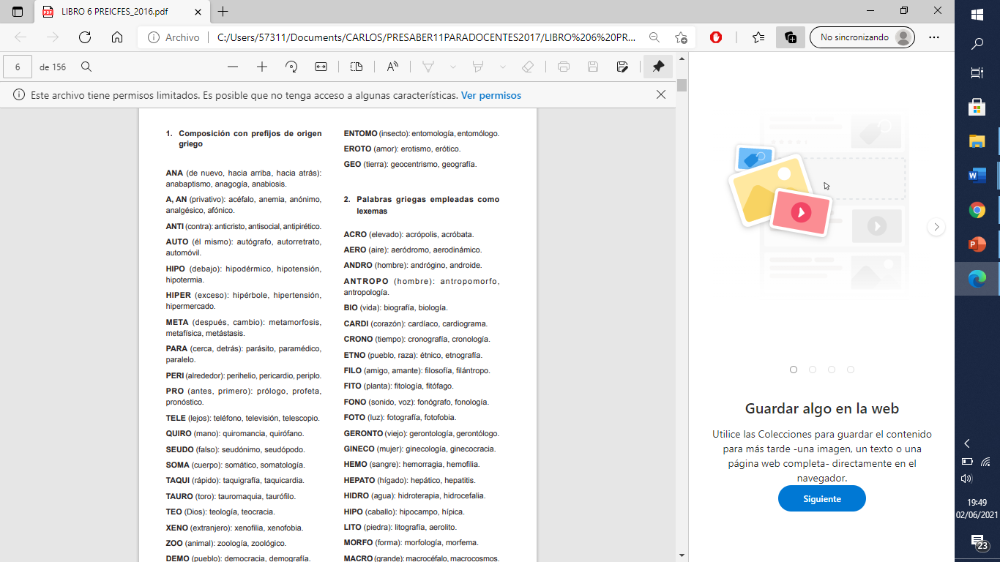 LIBRO 6 PREICFES_2016.pdf
Archivo
C:/Users/57311/Documents/CARLOS/PRESABER11PARADOCENTES2017/LIBRO%206%20PR...
No sincronizando
6
de 156
Este archivo tiene permisos limitados. Es posible que no tenga acceso a algunas características. Ver permisos
1. Composición con prefijos de origen
griego
ANA (de nuevo, hacia arriba, hacia atrás):
anabaptismo, anagogía, anabiosis.
A, AN (privativo): acéfalo, anemia, anónimo,
analgésico, afónico.
ANTI (contra): anticristo, antisocial, antipirético.
AUTO (él mismo): autógrafo, autorretrato,
automóvil.
HIPO (debajo): hipodérmico, hipotensión,
hipotermia.
HIPER (exceso): hipérbole, hipertensión,
hipermercado.
META (después, cambio): metamorfosis,
metafísica, metástasis.
PARA (cerca, detrás): parásito, paramédico,
paralelo.
PERI (alrededor): perihelio, pericardio, periplo.
PRO (antes, primero): prólogo, profeta,
pronóstico.
TELE (lejos): teléfono, televisión, telescopio.
QUIRO (mano): quiromancia, quirófano.
SEUDO (falso): seudónimo, seudópodo.
SOMA (cuerpo): somático, somatología.
TAQUI (rápido): taquigrafía, taquicardia.
TAURO (toro): tauromaquia, taurófilo.
TEO (Dios): teología, teocracia.
XENO (extranjero): xenofilia, xenofobia.
ZOO (animal): zoología, zoológico.
DEMO (pueblo): democracia, demografía.
ENTOMO (insecto): entomología, entomólogo.
EROTO (amor): erotismo, erótico.
GEO (tierra): geocentrismo, geografía.
2. Palabras griegas empleadas como
lexemas
ACRO (elevado): acrópolis, acróbata.
AERO (aire): aeródromo, aerodinámico.
ANDRO (hombre): andrógino, androide.
ANTROPO (hombre): antropomorfo,
antropología.
BIO (vida): biografía, biología.
CARDI (corazón): cardíaco, cardiograma.
CRONO (tiempo): cronografía, cronología.
ETNO (pueblo, raza): étnico, etnografía.
FILO (amigo, amante): filosofía, filántropo.
FITO (planta): fitología, fitófago.
FONO (sonido, voz): fonógrafo, fonología.
FOTO (luz): fotografía, fotofobia.
GERONTO (viejo): gerontología, gerontólogo.
GINECO (mujer): ginecología, ginecocracia.
HEMO (sangre): hemorragia, hemofilia.
HEPATO (hígado): hepático, hepatitis.
HIDRO (agua): hidroterapia, hidrocefalia.
HIPO (caballo): hipocampo, hípica.
LITO (piedra): litografía, aerolito.
MORFO (forma): morfología, morfema.
MACRO (grande): macrocéfalo, macrocosmos.
Guardar algo en la web
Utilice las Colecciones para guardar el contenido
para más tarde -una imagen, un texto o una
página web completa- directamente en el
navegador.
Siguiente
19:49
02/06/2021
23